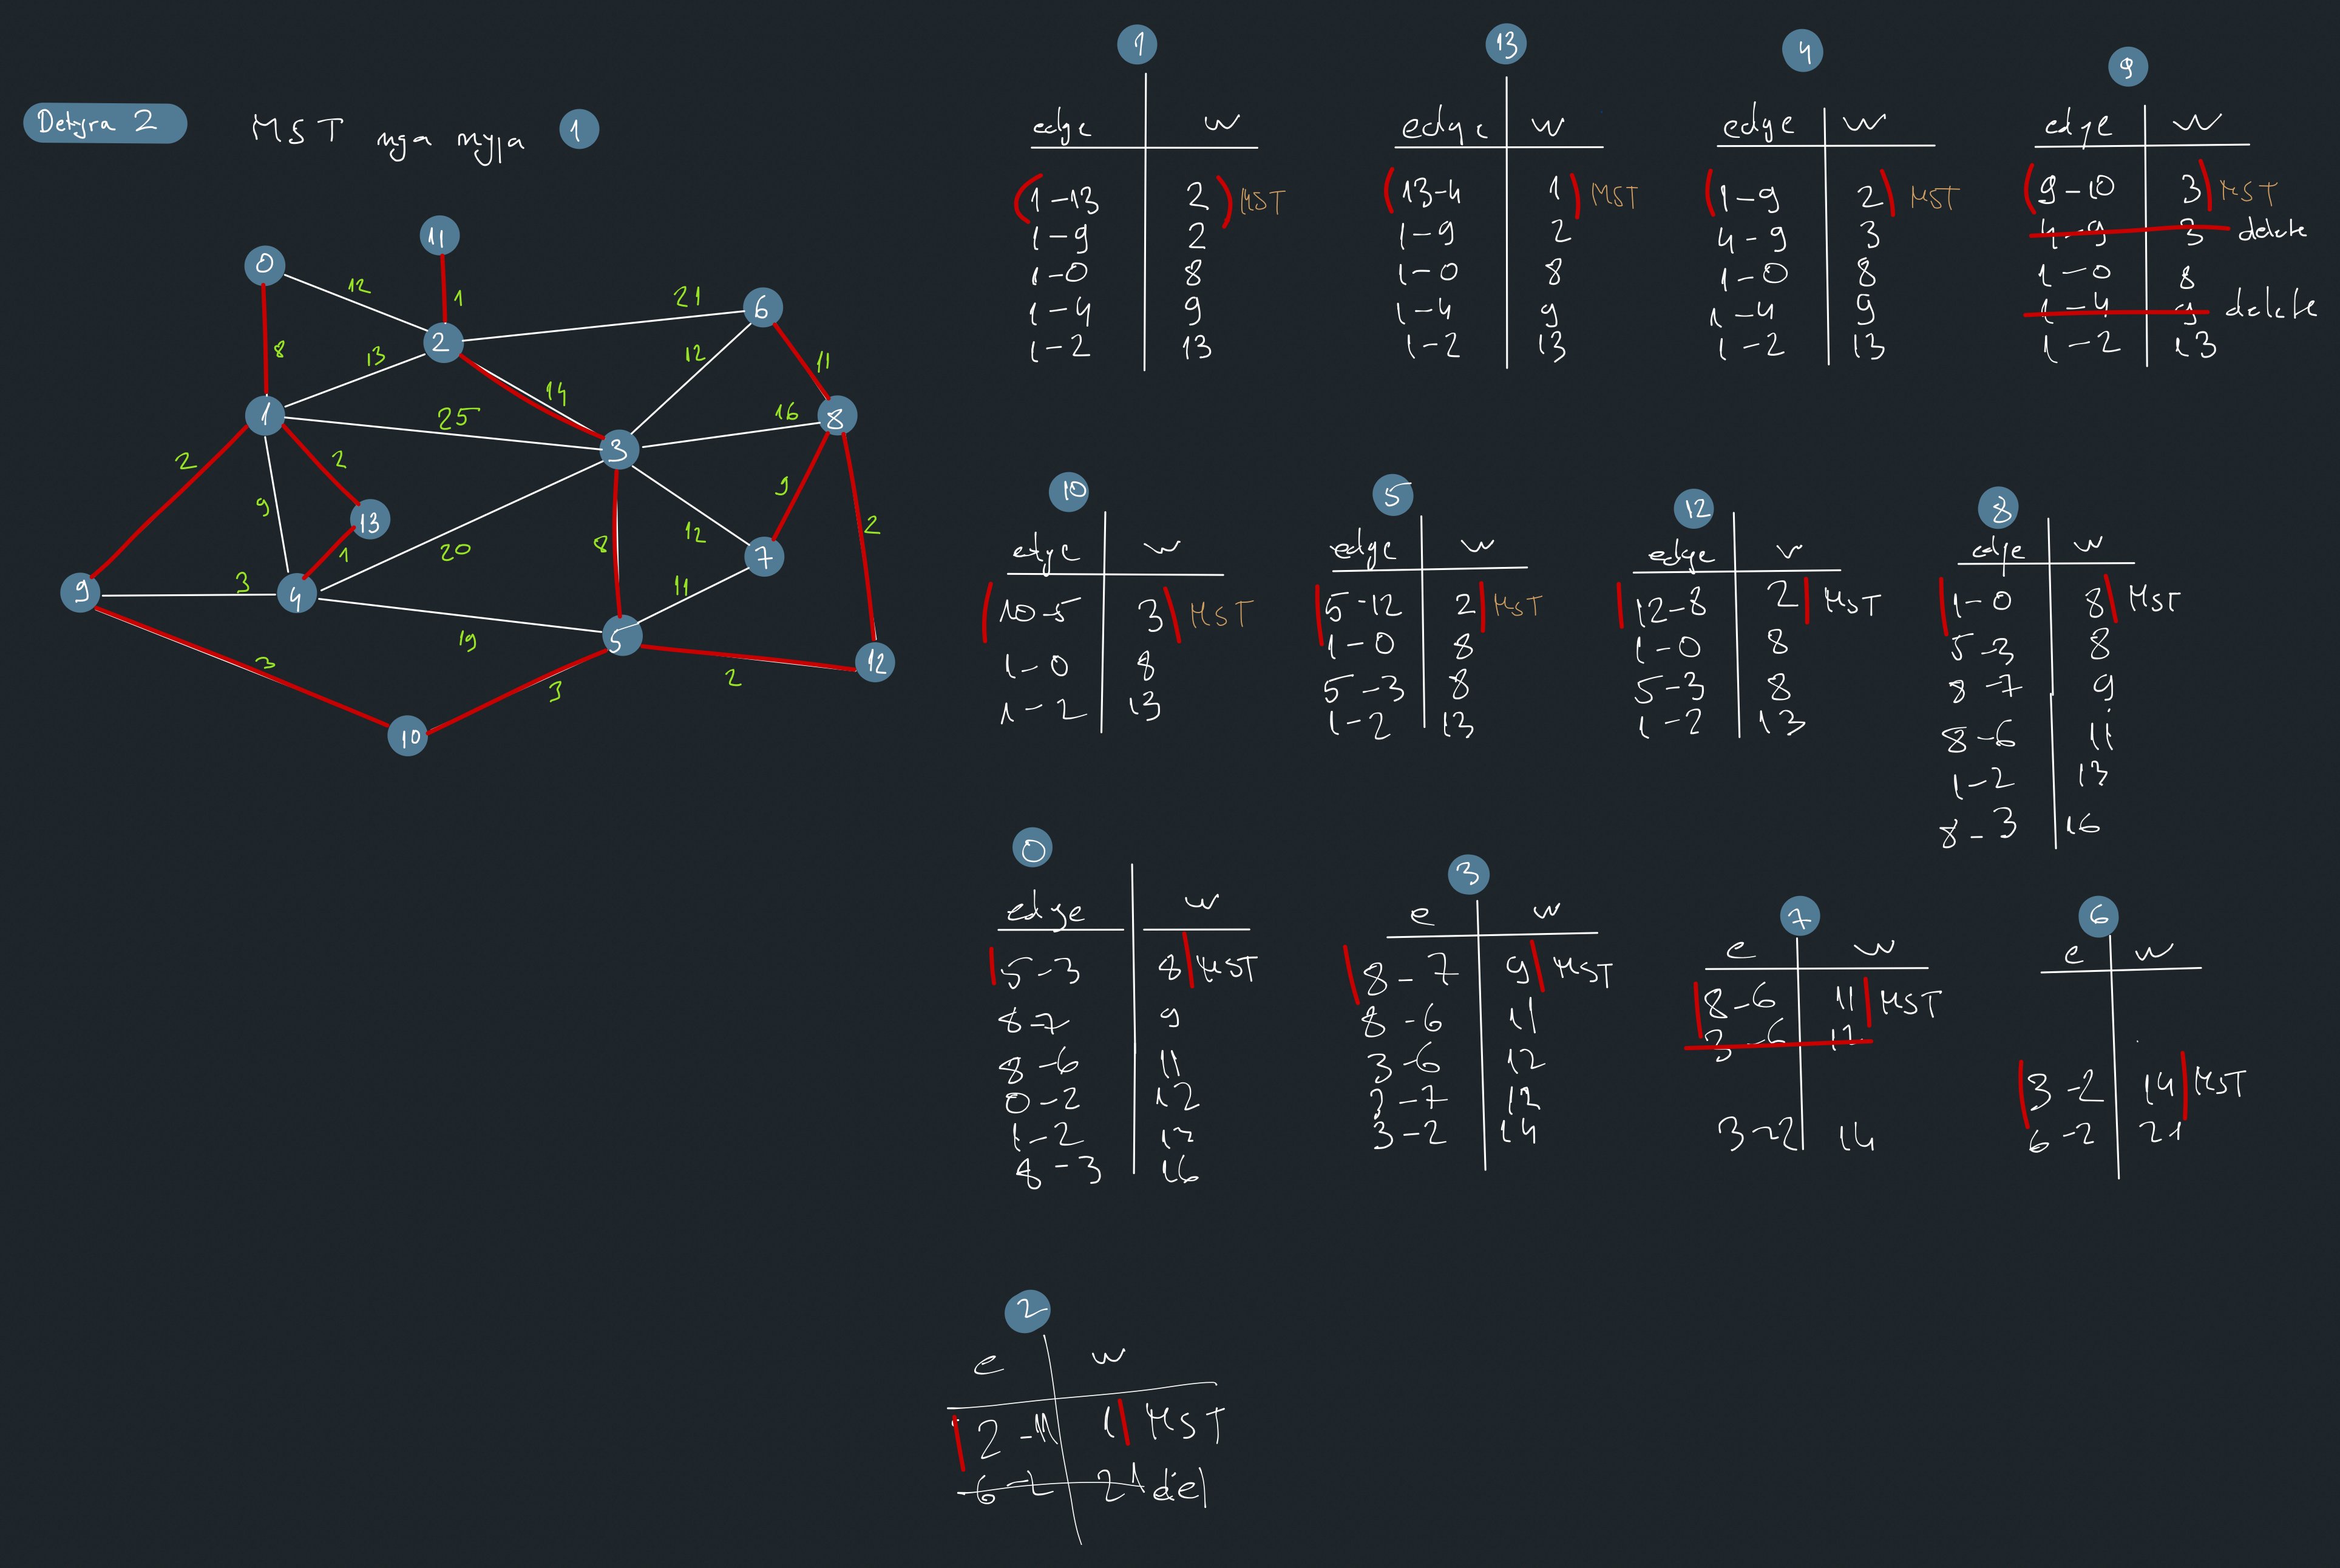 Detyra 2
MST nga nyja 1
11
0
12
1
21
6
2
8
13
12
11
14
1
25
16
8
3
2
2
9
9
13
12
2
8
1
20
7
3
11
9
4
19
5
12
3
3
2
10
1
edge w
1-13 2 MST
1-9 2
1-0 8
1-4 9
1-2 13
13
edge w
13-4 1 MST
1-9 2
1-0 8
1-4 9
1-2 13
4
edge w
1-9 2 MST
4-9 3
1-0 8
1-4 9
1-2 13
9
edge w
9-10 3 MST
4-9 3 delete
1-0 8
1-4 9 delete
1-2 13
10
edge w
10-5 3 MST
1-0 8
1-2 13
5
edge w
5-12 2 MST
1-0 8
5-3 8
1-2 13
12
edge w
12-8 2 MST
1-0 8
5-3 8
1-2 13
8
edge w
1-0 8 MST
5-3 8
8-7 9
8-6 11
1-2 13
8-3 16
0
edge w
5-3 8 MST
8-7 9
8-6 11
0-2 12
1-2 13
8-3 16
3
e w
8-7 9 MST
8-6 11
3-6 12
3-7 12
3-2 14
7
e w
8-6 11 MST
3-6 12
3-2 14
6
e w
3-2 14 MST
6-2 21
2
e w
2-11 1 MST
6-2 21 del